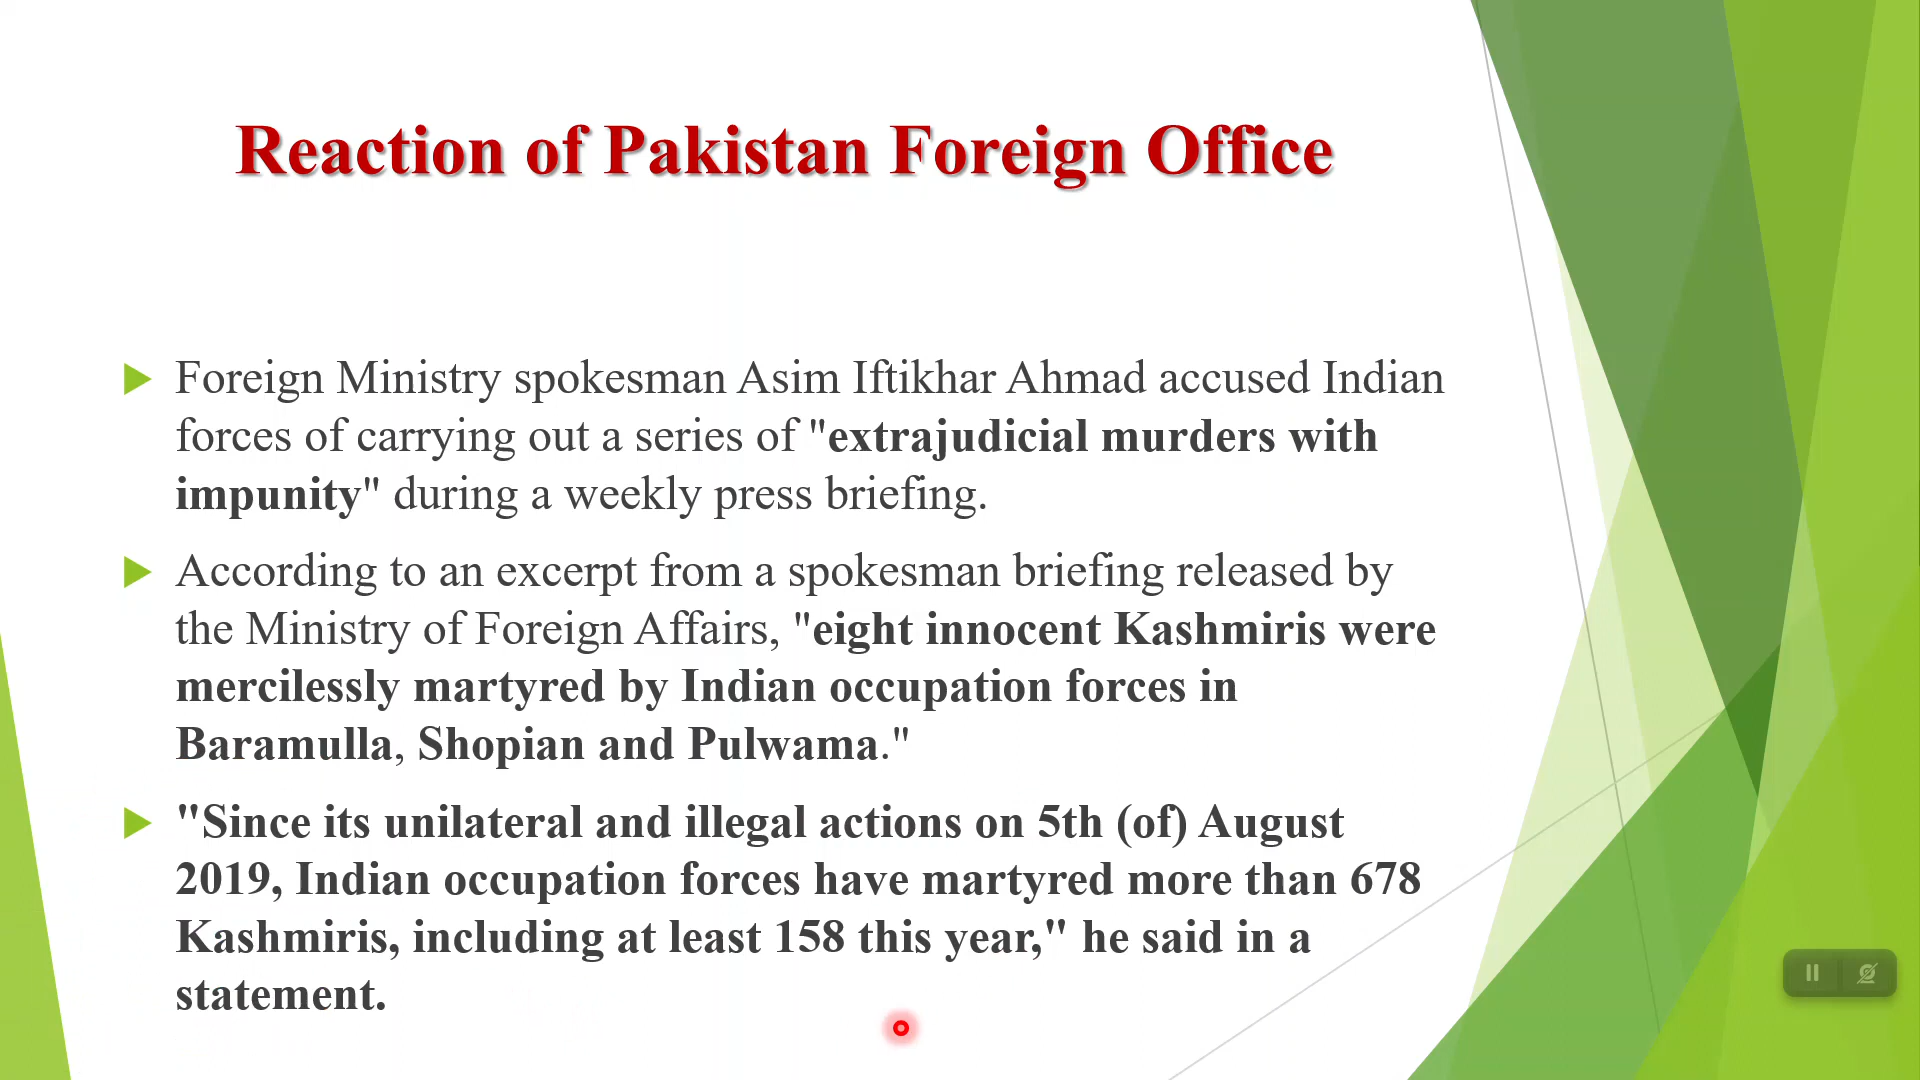 Reaction of Pakistan Foreign Office
Foreign Ministry spokesman Asim Iftikhar Ahmad accused Indian
forces of carrying out a series of "extrajudicial murders with
impunity" during a weekly press briefing.
According to an excerpt from a spokesman briefing released by
the Ministry of Foreign Affairs, "eight innocent Kashmiris were
mercilessly martyred by Indian occupation forces in
Baramulla, Shopian and Pulwama."
"Since its unilateral and illegal actions on 5th (of) August
2019, Indian occupation forces have martyred more than 678
Kashmiris, including at least 158 this year," he said in a
statement.